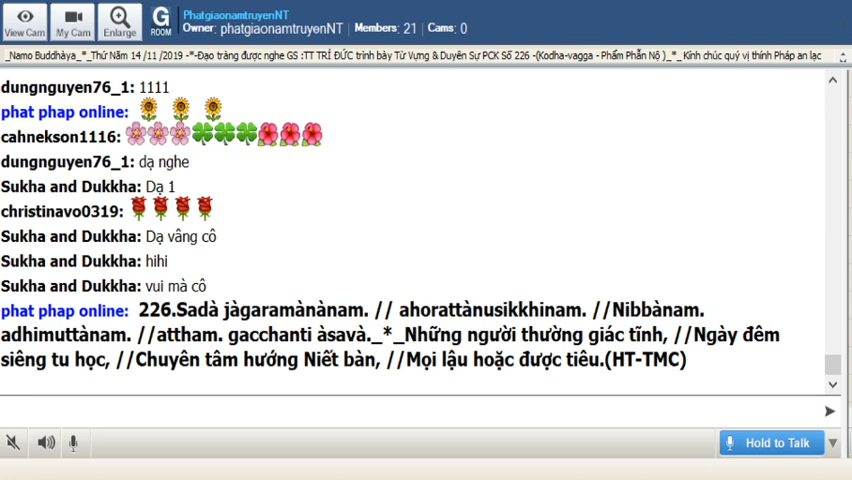 View Cam
My Cam
Enlarge
G
ROOM
PhatgiaonamtruyenNT
Owner: phatgiaonamtruyenNT | Members: 21 | Cams: 0
_Namo Buddhàya_*_Thứ Năm 14 /11 /2019 -*-Đạo tràng được nghe GS :TT TRÍ ĐỨC trình bày Từ Vựng & Duyên Sự PCK Số 226 -(Kodha-vagga - Phẩm Phẫn Nộ )_*_ Kính chúc quý vị thính Pháp an lạc
dungnguyen76_1: 1111
phat phap online:
cahnekson1116:
dungnguyen76_1: dạ nghe
Sukha and Dukkha: Dạ 1
christinavo0319:
Sukha and Dukkha: Dạ vâng cô
Sukha and Dukkha: hihi
Sukha and Dukkha: vui mà cô
phat phap online: 226.Sadà jàgaramànànam. // ahorattànusikkhinam. //Nibbànam.
adhimuttànam. //attham. gacchanti àsavà._*_Những người thường giác tỉnh, //Ngày đêm
siêng tu học, //Chuyên tâm hướng Niết bàn, //Mọi lậu hoặc được tiêu.(HT-TMC)
Hold to Talk